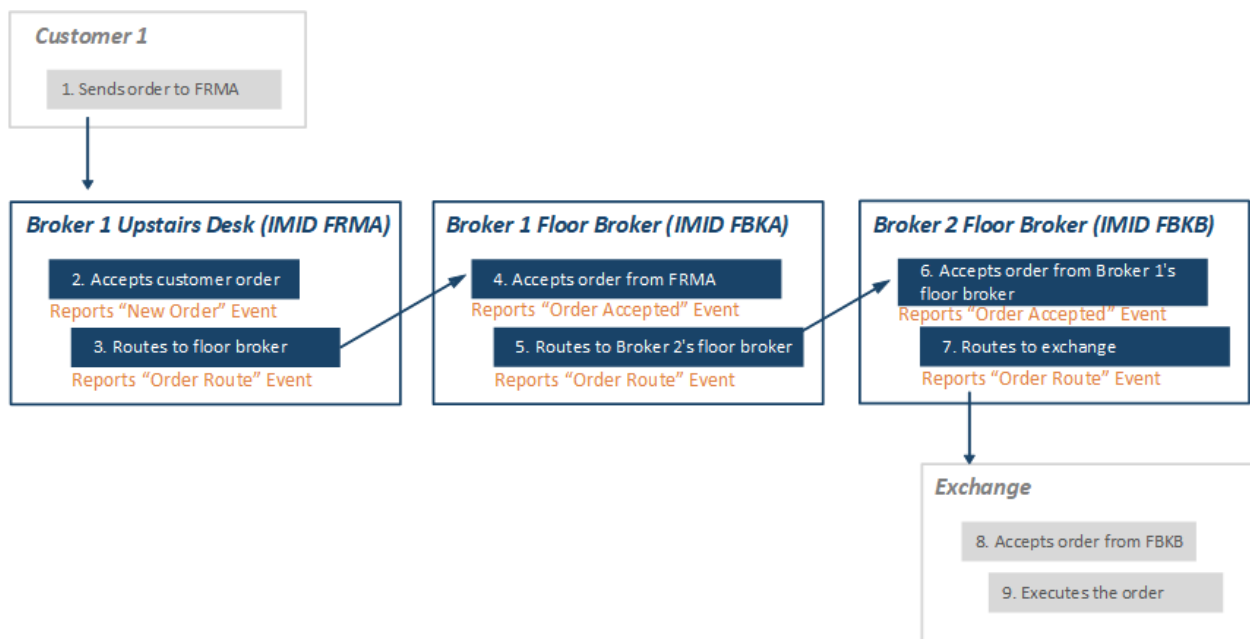 Customer 1
1. Sends order to FRMA
Broker 1 Upstairs Desk (IMID FRMA)
2. Accepts customer order
Reports “New Order” Event
3. Routes to floor broker
Reports “Order Route” Event
Broker 1 Floor Broker (IMID FBKA)
4. Accepts order from FRMA
Reports “Order Accepted” Event
5. Routes to Broker 2's floor broker
Reports “Order Route” Event
Broker 2 Floor Broker (IMID FBKB)
6. Accepts order from Broker 1's
floor broker
Reports “Order Accepted” Event
7. Routes to exchange
Reports “Order Route” Event
Exchange
8. Accepts order from FBKB
9. Executes the order